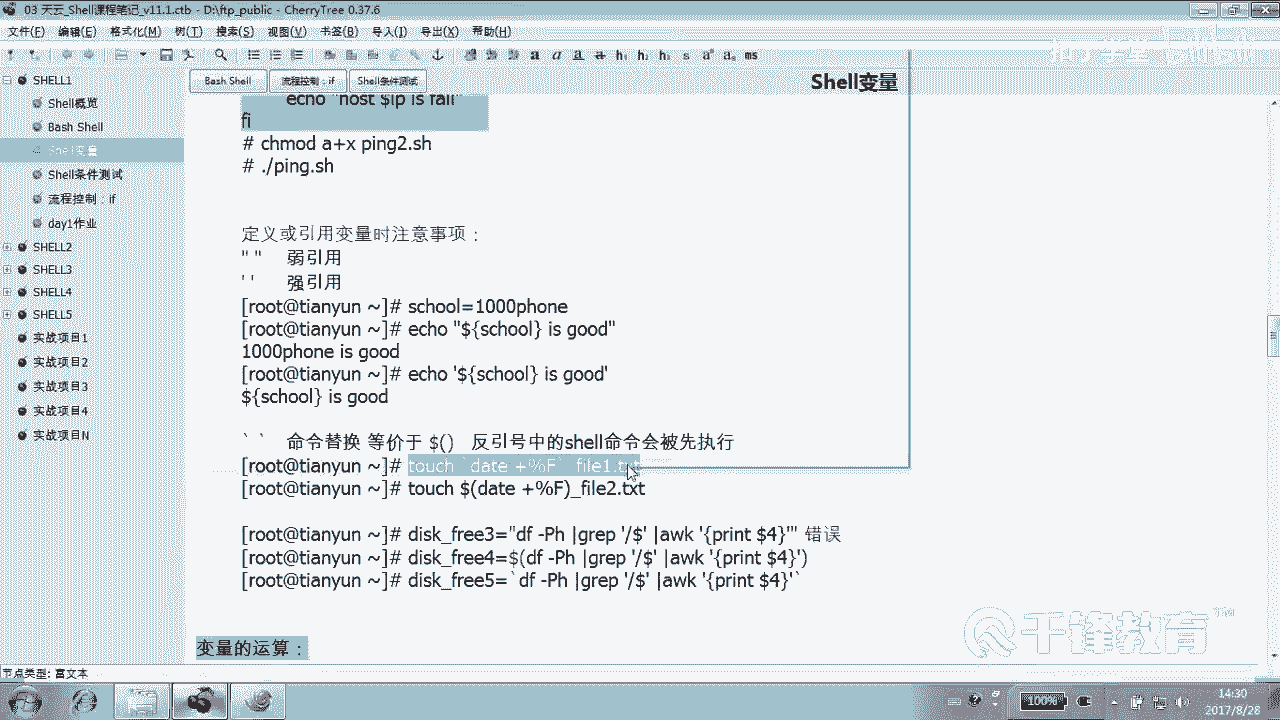 03 天云_Shell课程笔记_v11.1.ctb - D:\ftp_public - CherryTree 0.37.6
文件(F) 编辑(E) 格式化(M) 树(T) 搜索(S) 视图(V) 书签(B) 导入(I) 导出(X) 帮助(H)
a a a a h₁ h₂ h₃ s aª aₐ ms
SHELL1
Shell概览
Bash Shell
Shell变量
Shell条件测试
流程控制：if
day1作业
SHELL2
SHELL3
SHELL4
SHELL5
实战项目1
实战项目2
实战项目3
实战项目4
实战项目N
Bash Shell 流程控制：if Shell条件测试
Shell变量
echo "host $ip is fail"
fi
# chmod a+x ping2.sh
# ./ping.sh
定义或引用变量时注意事项：
" " 弱引用
' ' 强引用
[root@tianyun ~]# school=1000phone
[root@tianyun ~]# echo "${school} is good"
1000phone is good
[root@tianyun ~]# echo '${school} is good'
${school} is good
` ` 命令替换 等价于 $() 反引号中的shell命令会被先执行
[root@tianyun ~]# touch `date +%F`_file1.txt
[root@tianyun ~]# touch $(date +%F)_file2.txt
[root@tianyun ~]# disk_free3="df -Ph |grep '/$' |awk '{print $4}'" 错误
[root@tianyun ~]# disk_free4=$(df -Ph |grep '/$' |awk '{print $4}')
[root@tianyun ~]# disk_free5=`df -Ph |grep '/$' |awk '{print $4}'`
变量的运算：
千锋教育 TM
节点类型: 富文本
100%
14:30
2017/8/28